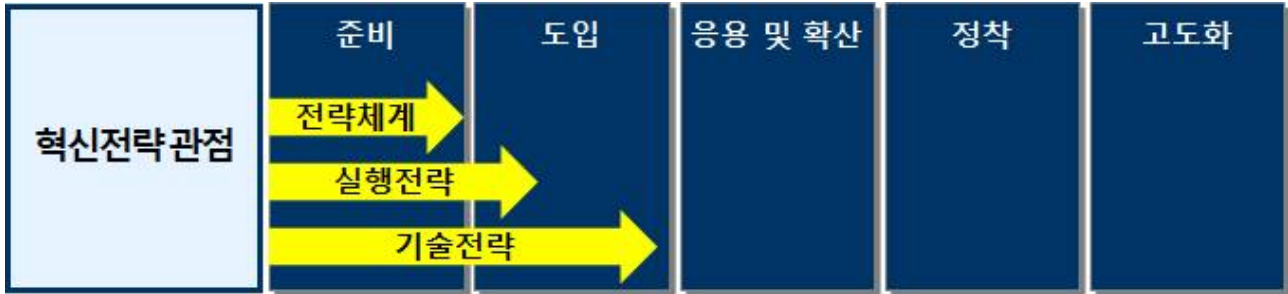 준비
도입
응용 및 확산
정착
고도화
혁신전략 관점
전략체계
실행전략
기술전략